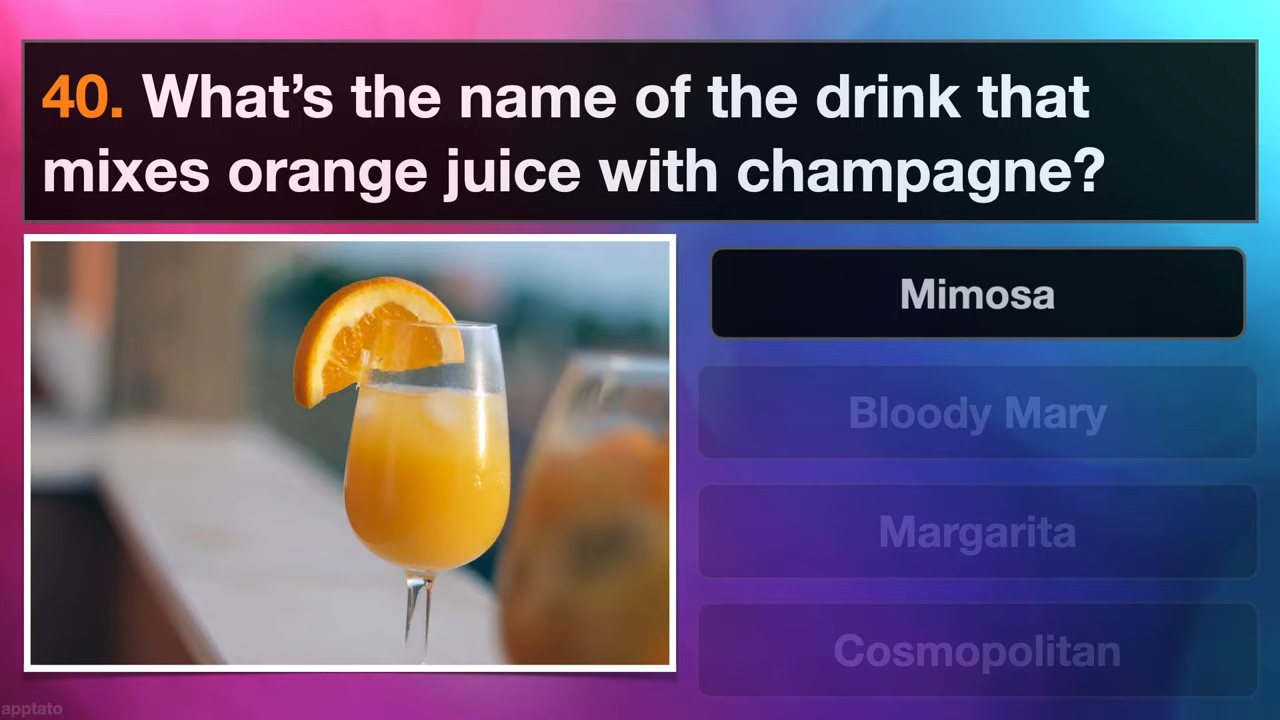 40. What’s the name of the drink that
mixes orange juice with champagne?
Mimosa
Bloody Mary
Margarita
Cosmopolitan
apptato